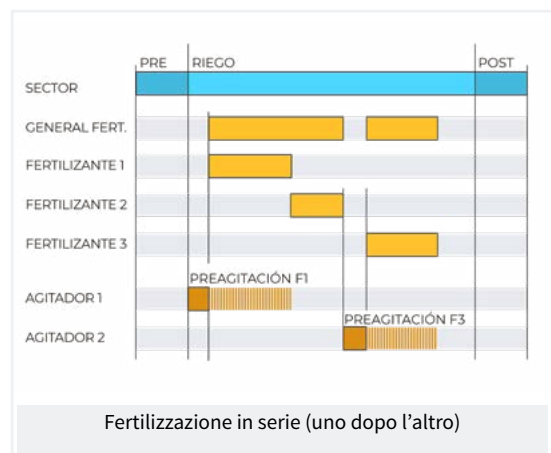 PRE RIEGO POST
SECTOR
GENERAL FERT.
FERTILIZANTE 1
FERTILIZANTE 2
FERTILIZANTE 3
PREAGITACIÓN F1
AGITADOR 1
PREAGITACIÓN F3
AGITADOR 2
Fertilizzazione in serie (uno dopo l’altro)